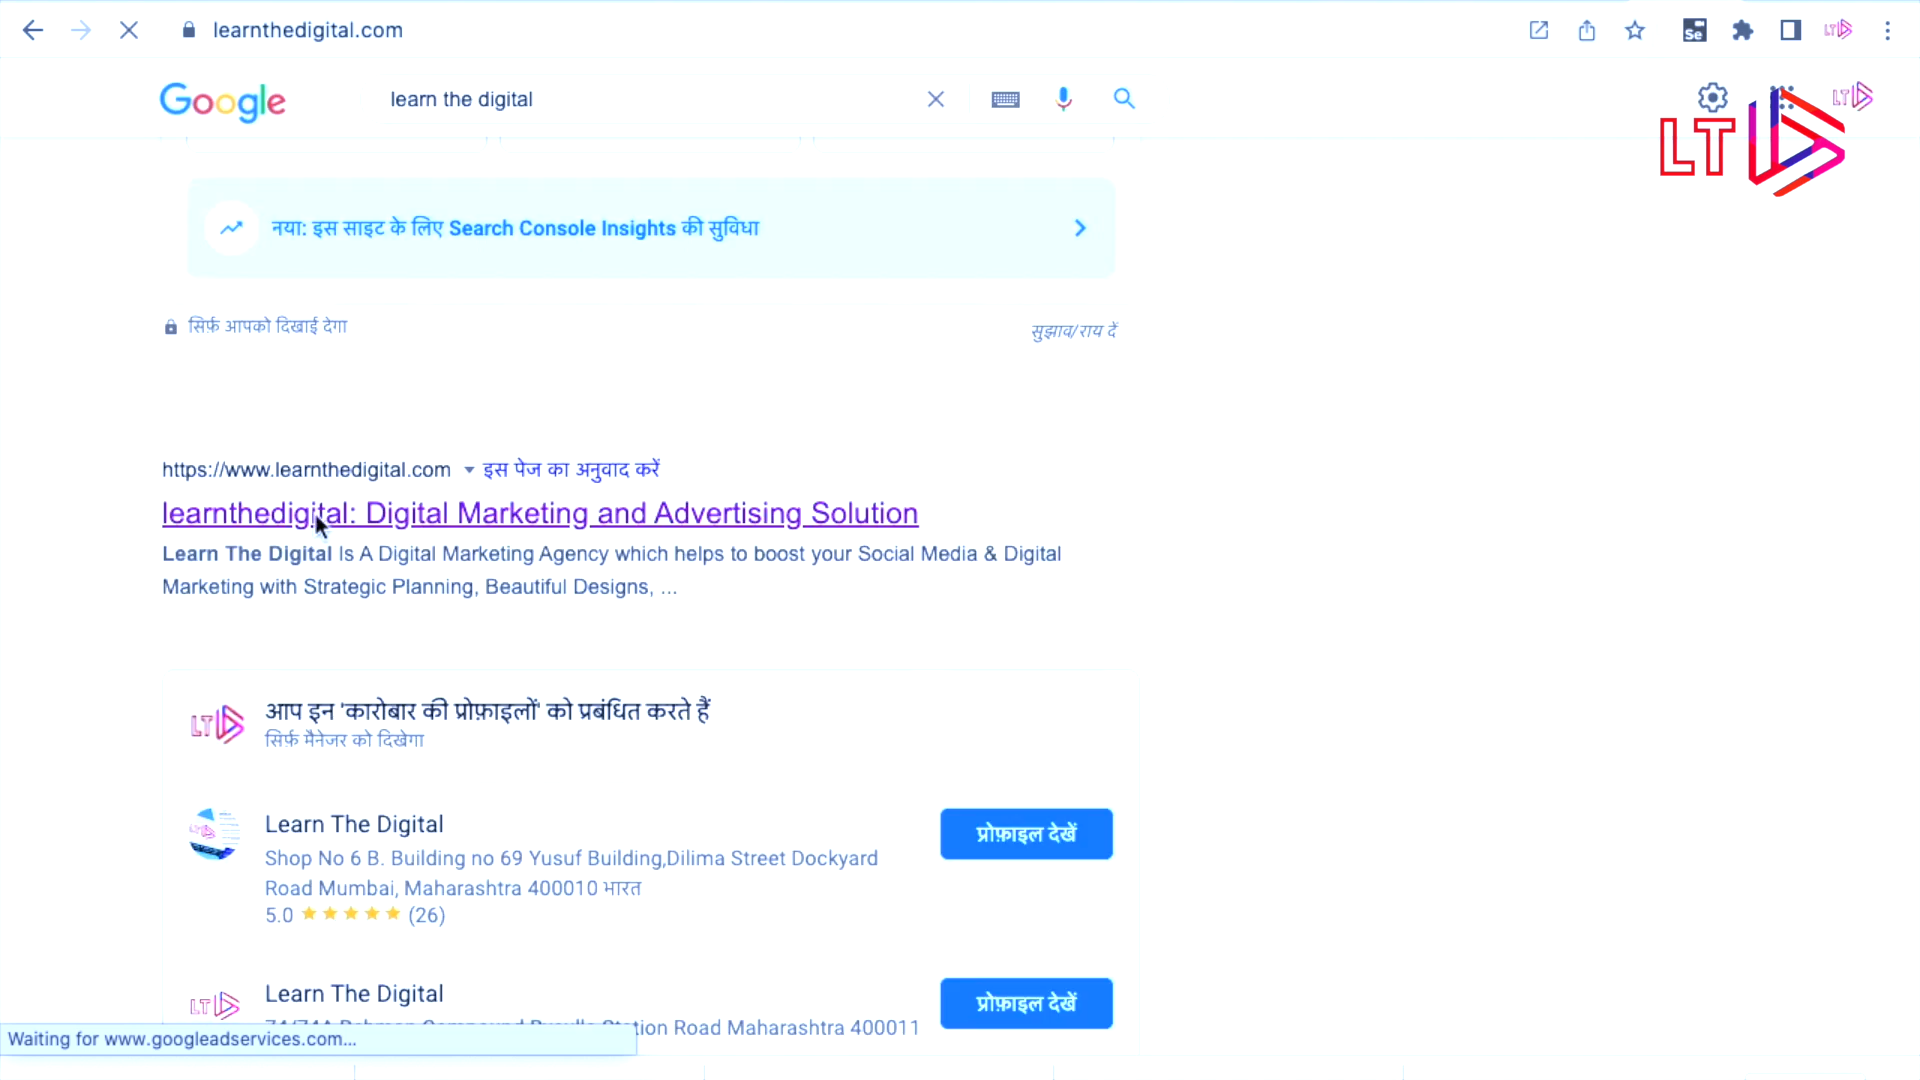 learnthedigital.com
Google
learn the digital
Se
LTD
LT
नया: इस साइट के लिए Search Console Insights की सुविधा
सिर्फ़ आपको दिखाई देगा
सुझाव/राय दें
https://www.learnthedigital.com
इस पेज का अनुवाद करें
learnthedigital: Digital Marketing and Advertising Solution
Learn The Digital Is A Digital Marketing Agency which helps to boost your Social Media & Digital
Marketing with Strategic Planning, Beautiful Designs, ...
आप इन 'कारोबार की प्रोफ़ाइलों' को प्रबंधित करते हैं
सिर्फ़ मैनेजर को दिखेगा
Learn The Digital
प्रोफ़ाइल देखें
Shop No 6 B. Building no 69 Yusuf Building,Dilima Street Dockyard
Road Mumbai, Maharashtra 400010 भारत
5.0 (26)
Learn The Digital
प्रोफ़ाइल देखें
Road Maharashtra 400011
Waiting for www.googleadservices.com...